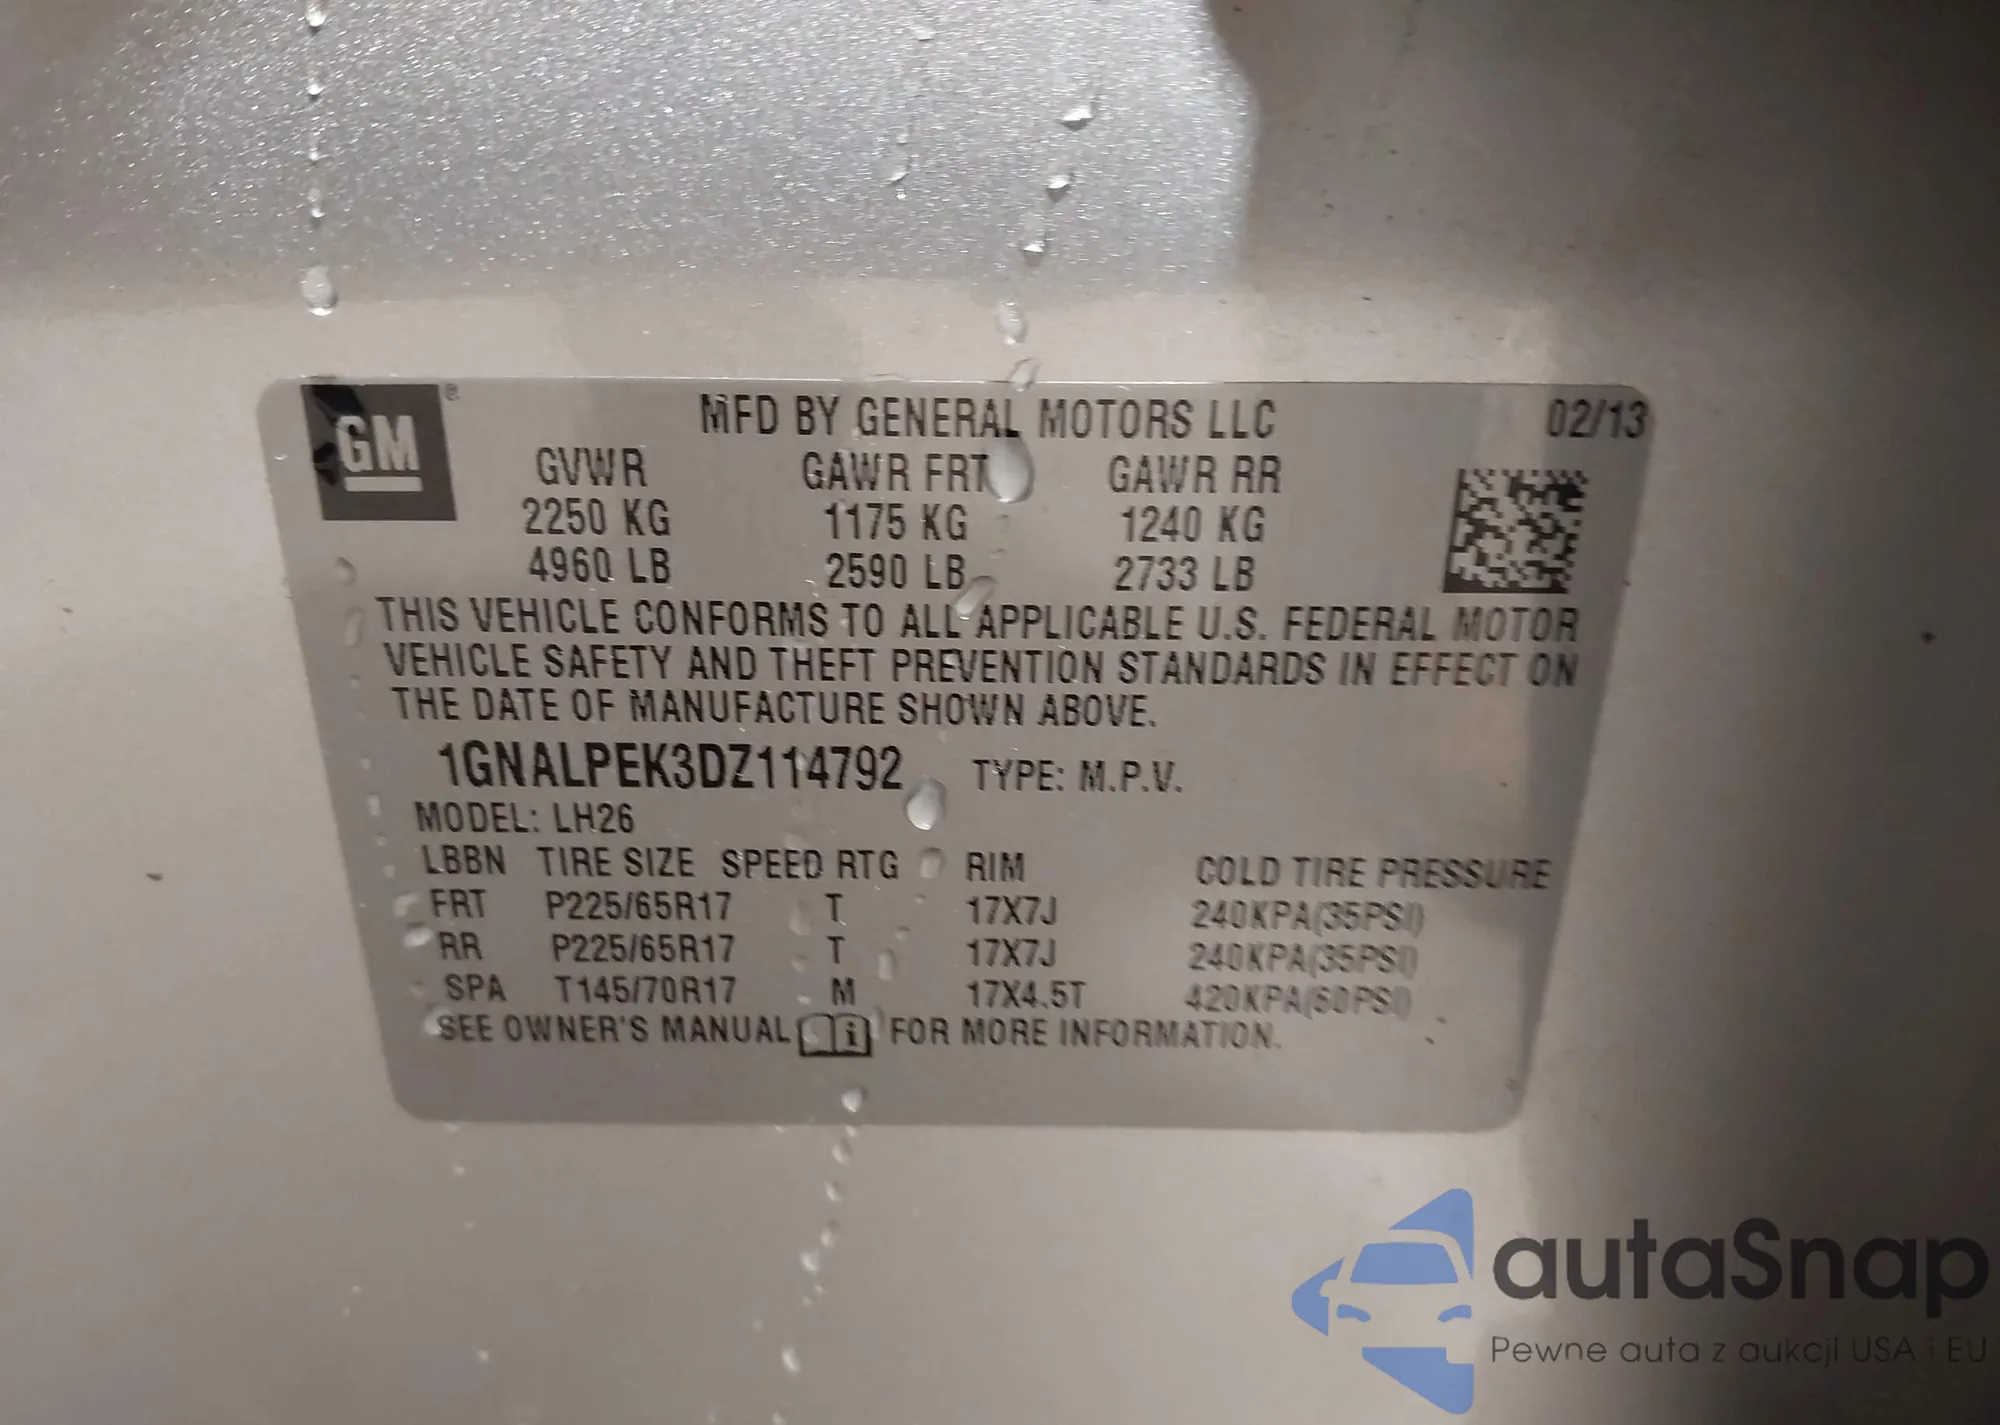 GM ®
MFD BY GENERAL MOTORS LLC 02/13
GVWR GAWR FRT GAWR RR
2250 KG 1175 KG 1240 KG
4960 LB 2590 LB 2733 LB
THIS VEHICLE CONFORMS TO ALL APPLICABLE U.S. FEDERAL MOTOR
VEHICLE SAFETY AND THEFT PREVENTION STANDARDS IN EFFECT ON
THE DATE OF MANUFACTURE SHOWN ABOVE.
1GNALPEK3DZ114792 TYPE: M.P.V.
MODEL: LH26
LBBN TIRE SIZE SPEED RTG RIM COLD TIRE PRESSURE
FRT P225/65R17 T 17X7J 240KPA(35PSI)
RR P225/65R17 T 17X7J 240KPA(35PSI)
SPA T145/70R17 M 17X4.5T 420KPA(60PSI)
SEE OWNER'S MANUAL i FOR MORE INFORMATION.
autaSnap
Pewne auta z aukcji USA i EU